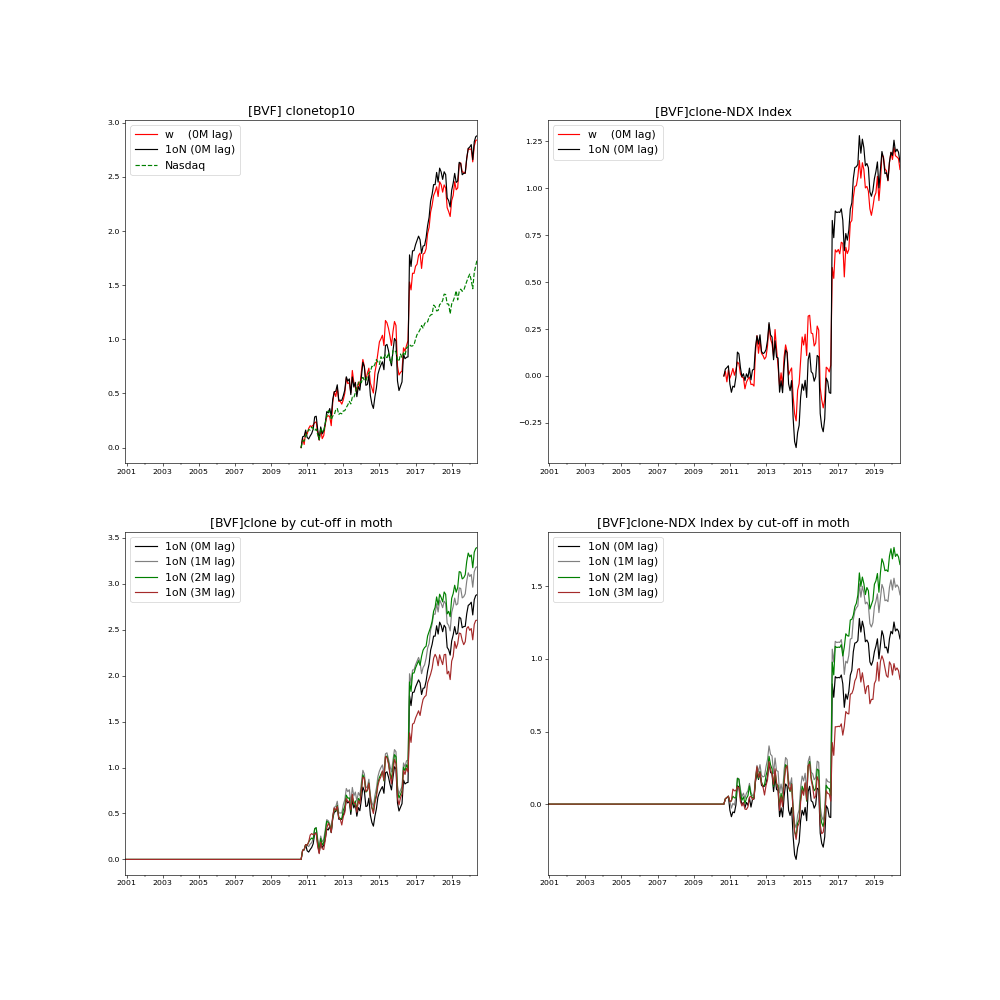 [BVF] clonetop10
3.0
2.5
2.0
1.5
1.0
0.5
0.0
w (0M lag)
1oN (0M lag)
Nasdaq
2001 2003 2005 2007 2009 2011 2013 2015 2017 2019
[BVF]clone-NDX Index
1.25
1.00
0.75
0.50
0.25
0.00
−0.25
w (0M lag)
1oN (0M lag)
2001 2003 2005 2007 2009 2011 2013 2015 2017 2019
[BVF]clone by cut-off in moth
3.5
3.0
2.5
2.0
1.5
1.0
0.5
0.0
1oN (0M lag)
1oN (1M lag)
1oN (2M lag)
1oN (3M lag)
2001 2003 2005 2007 2009 2011 2013 2015 2017 2019
[BVF]clone-NDX Index by cut-off in moth
1.5
1.0
0.5
0.0
1oN (0M lag)
1oN (1M lag)
1oN (2M lag)
1oN (3M lag)
2001 2003 2005 2007 2009 2011 2013 2015 2017 2019